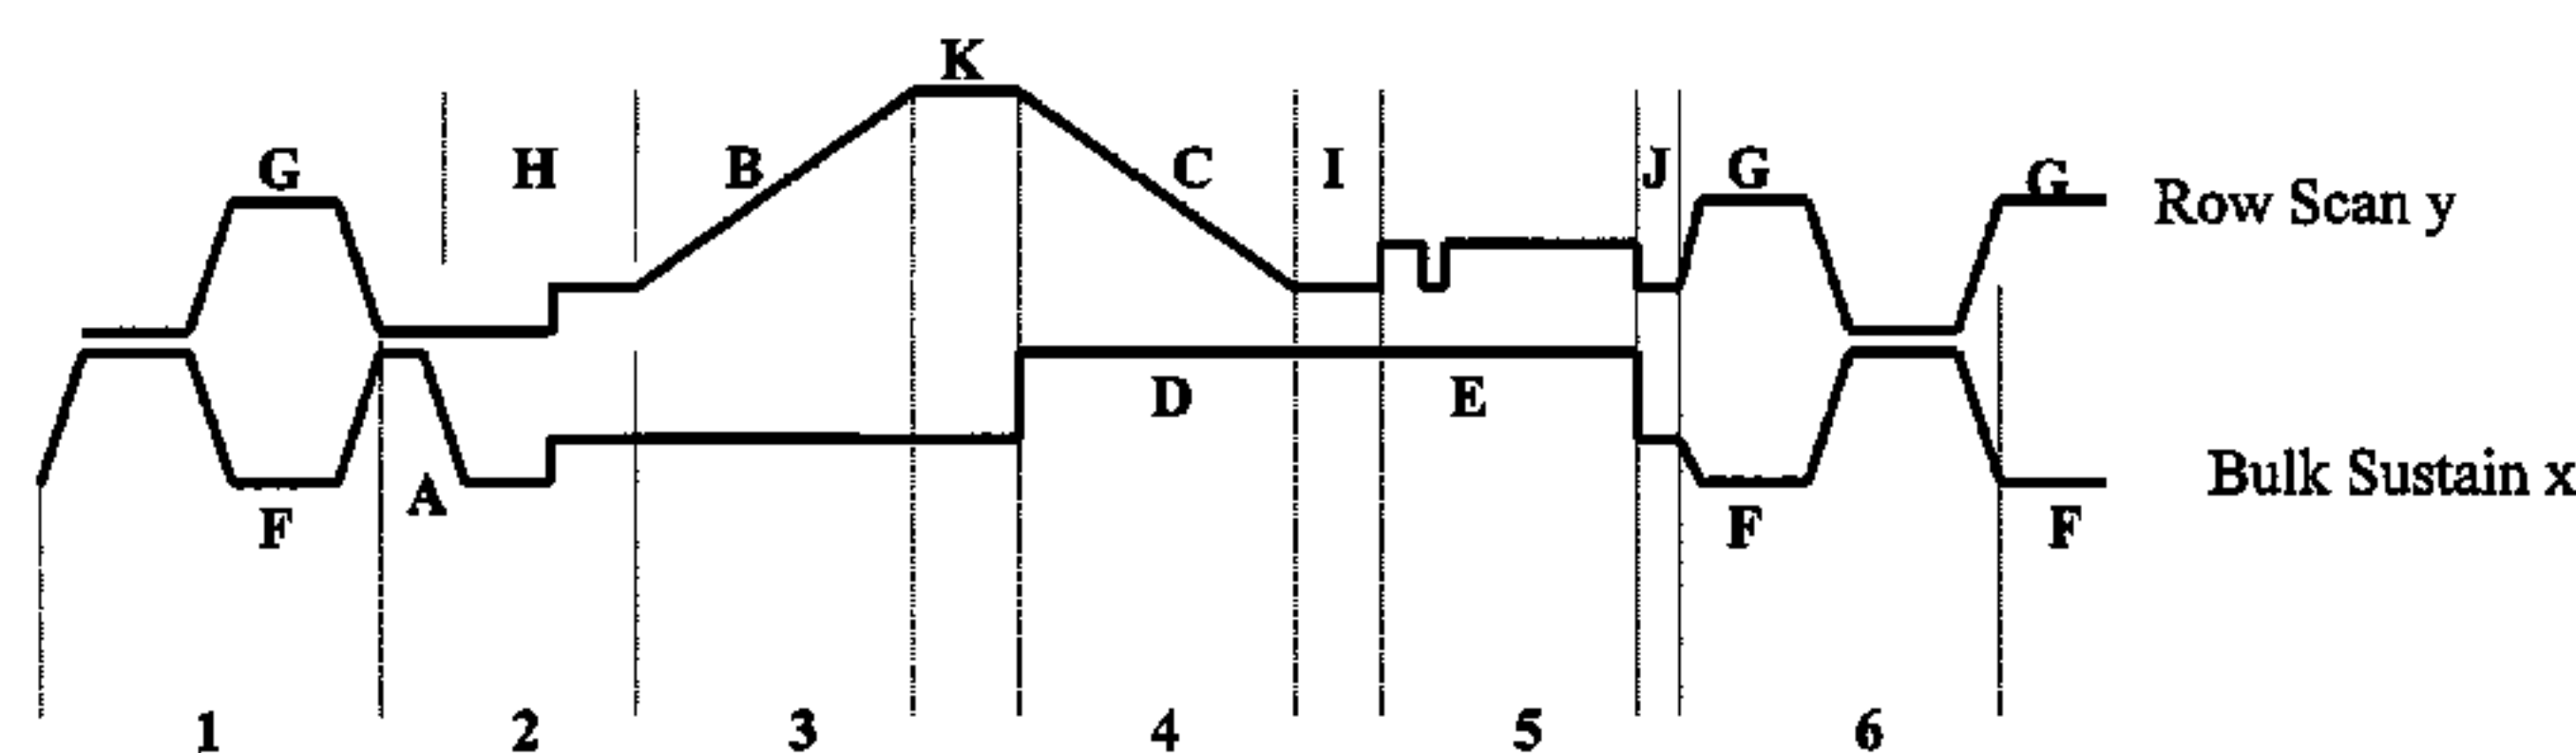 K
G H B C I J G G
Row Scan y
D E
A
Bulk Sustain x
F F F
1 2 3 4 5 6